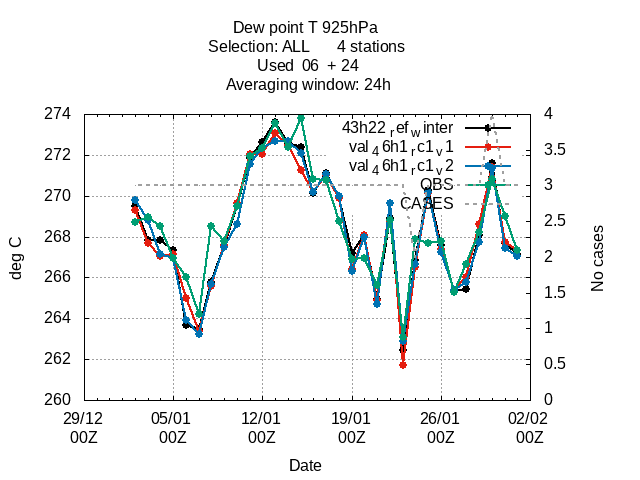 Dew point T 925hPa
Selection: ALL 4 stations
Used 06 + 24
Averaging window: 24h
274
272
270
268
266
264
262
260
deg C
4
3.5
3
2.5
2
1.5
1
0.5
0
No cases
43h22refwinter
val46h1rc1v1
val46h1rc1v2
OBS
CASES
29/12 05/01 12/01 19/01 26/01 02/02
00Z 00Z 00Z 00Z 00Z 00Z
Date